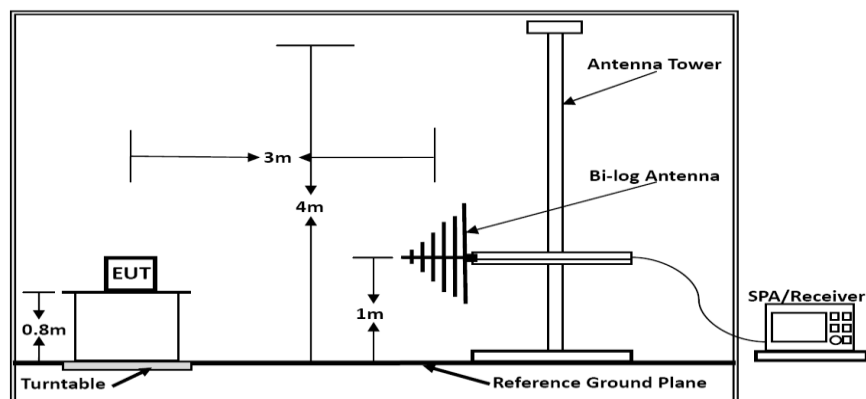 Antenna Tower
3m
Bi-log Antenna
4m
EUT
SPA/Receiver
0.8m
1m
Turntable
Reference Ground Plane